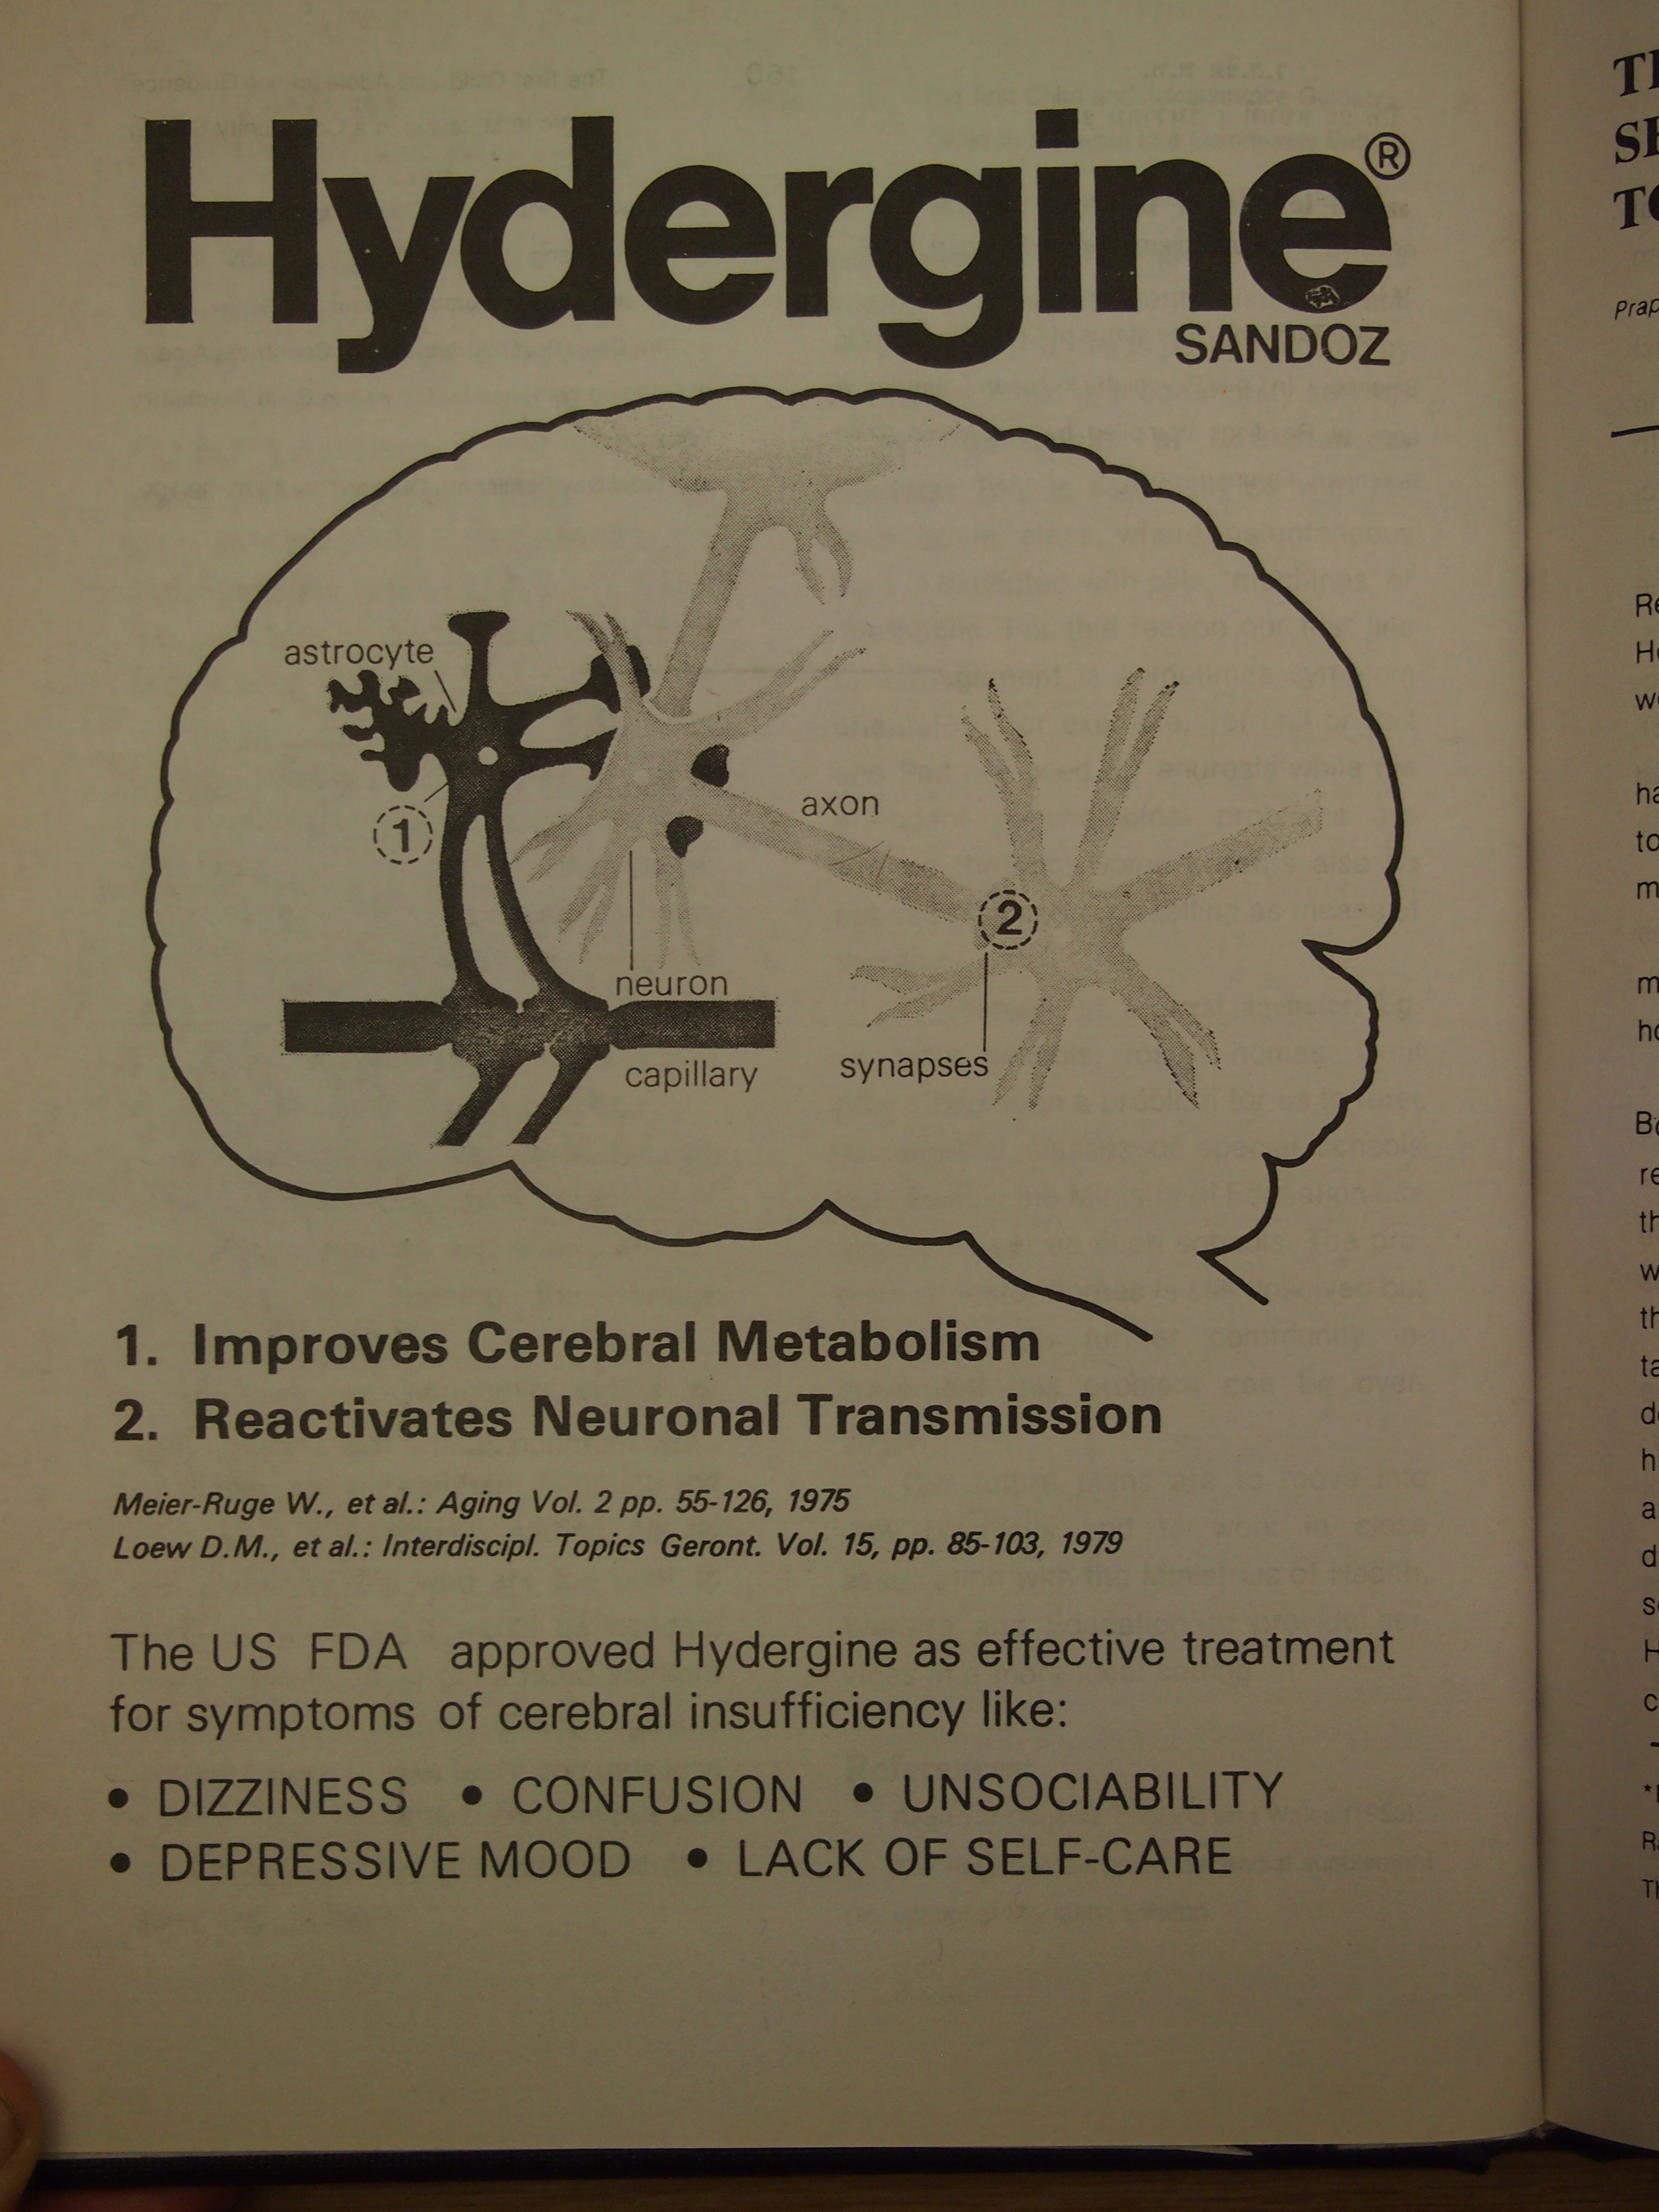 Hydergine®
SANDOZ
astrocyte
1
axon
2
neuron
capillary
synapses
1. Improves Cerebral Metabolism
2. Reactivates Neuronal Transmission
Meier-Ruge W., et al.: Aging Vol. 2 pp. 55-126, 1975
Loew D.M., et al.: Interdiscipl. Topics Geront. Vol. 15, pp. 85-103, 1979
The US FDA approved Hydergine as effective treatment
for symptoms of cerebral insufficiency like:
• DIZZINESS • CONFUSION • UNSOCIABILITY
• DEPRESSIVE MOOD • LACK OF SELF-CARE